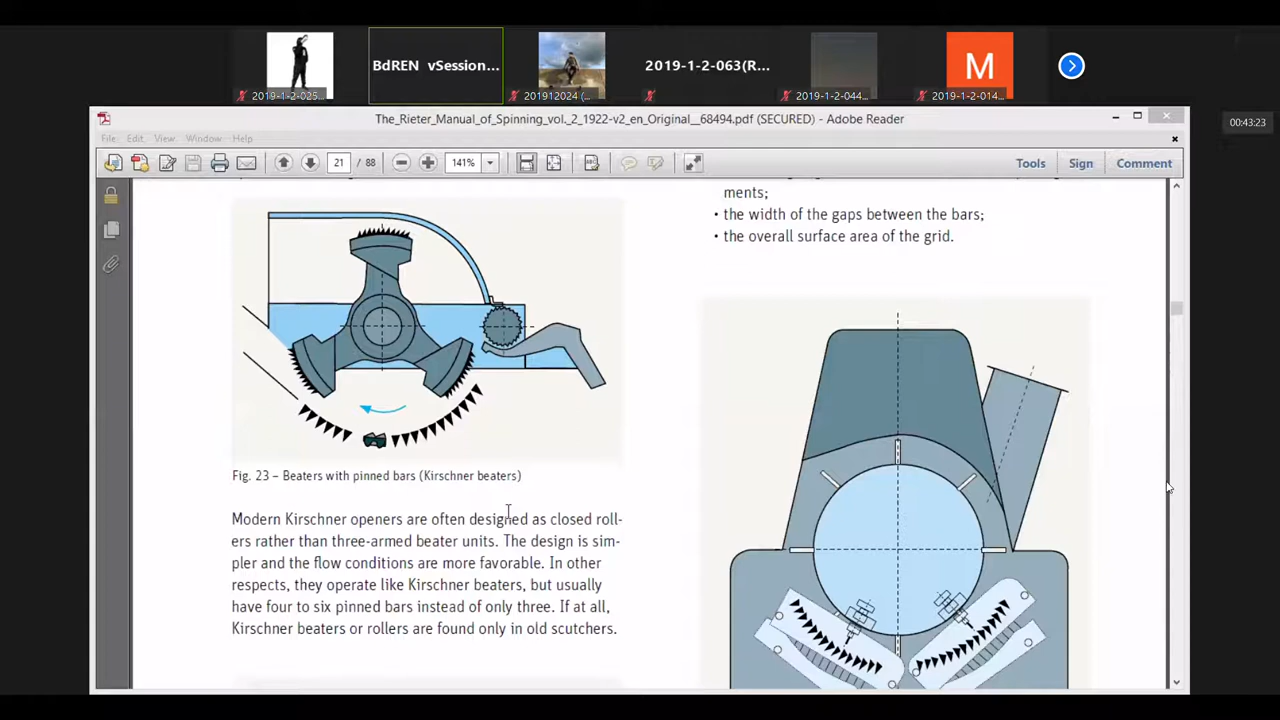 BdREN vSession...
2019-1-2-063(R...
M
2019-1-2-025...
201912024 (...
2019-1-2-044...
2019-1-2-014...
00:43:23
The_Rieter_Manual_of_Spinning_vol._2_1922-v2_en_Original__68494.pdf (SECURED) - Adobe Reader
File Edit View Window Help
21 / 88
141%
Tools Sign Comment
Fig. 23 – Beaters with pinned bars (Kirschner beaters)
Modern Kirschner openers are often designed as closed roll-
ers rather than three-armed beater units. The design is sim-
pler and the flow conditions are more favorable. In other
respects, they operate like Kirschner beaters, but usually
have four to six pinned bars instead of only three. If at all,
Kirschner beaters or rollers are found only in old scutchers.
ments;
• the width of the gaps between the bars;
• the overall surface area of the grid.